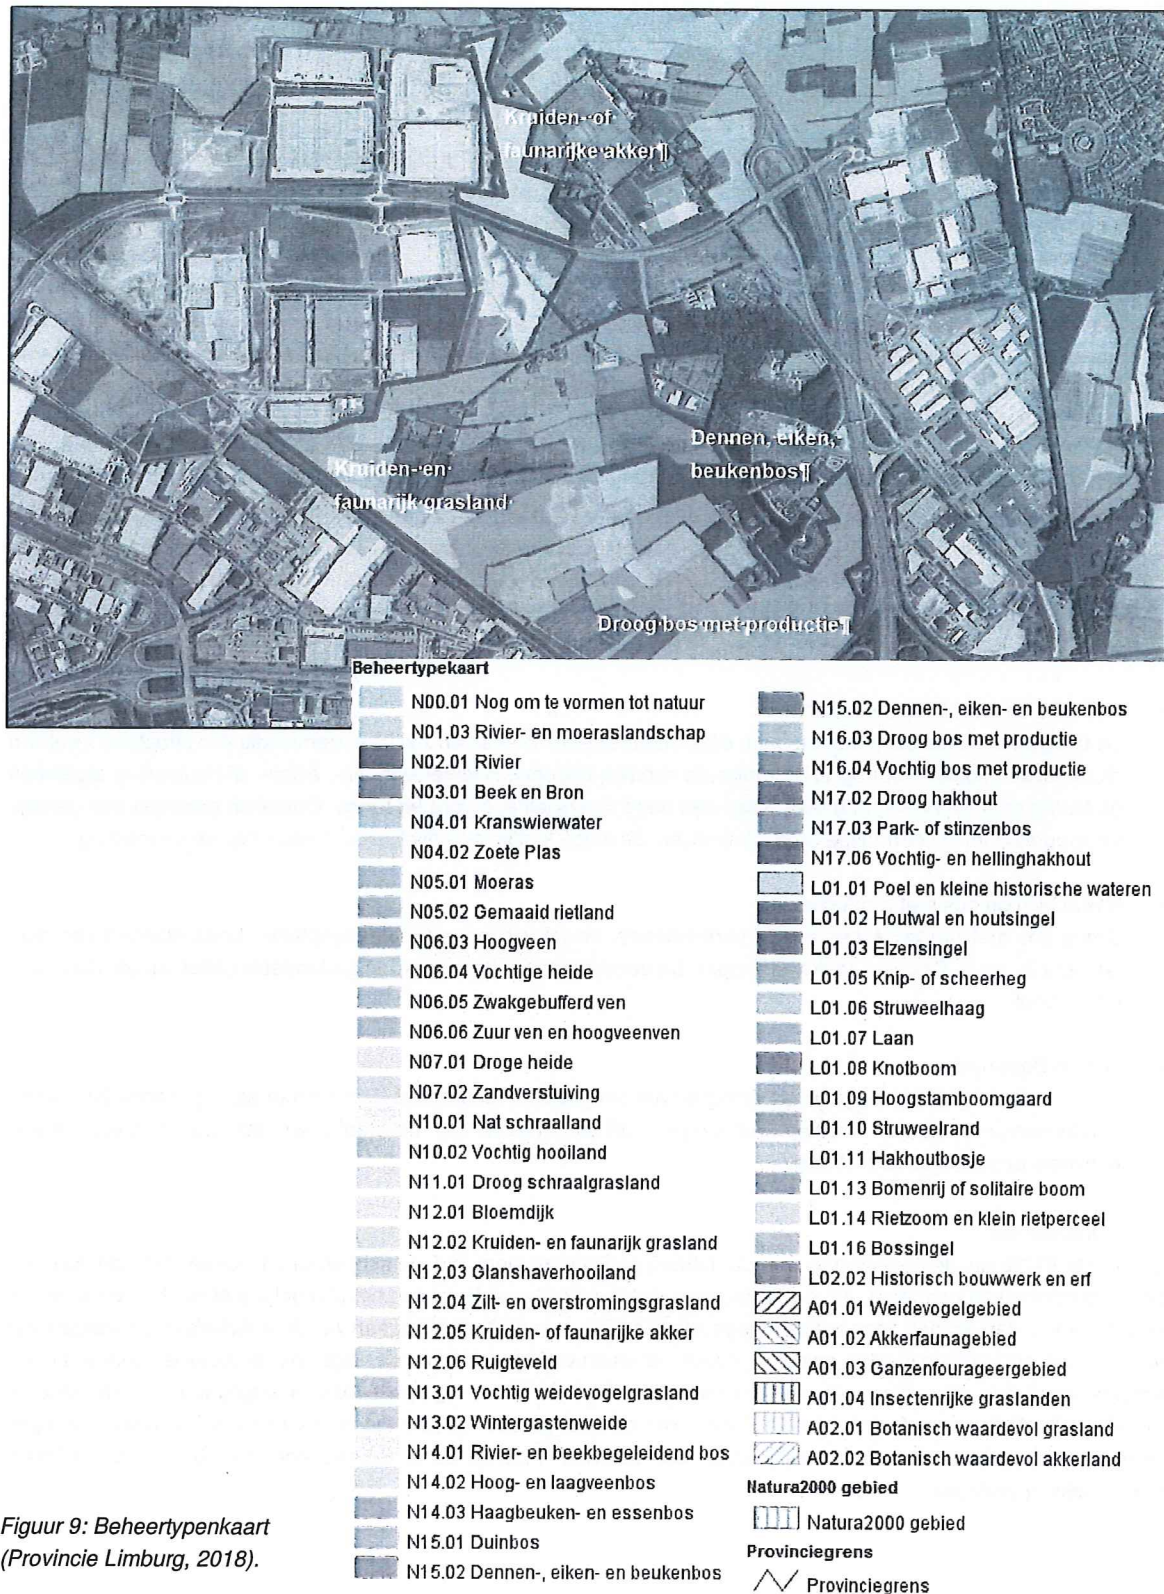 Kruiden- of
faunarijke akker¶
Dennen, eiken,
beukenbos¶
Kruiden- en
faunarijk grasland
Droog bos met productie¶
Beheertypekaart
N00.01 Nog om te vormen tot natuur
N01.03 Rivier- en moeraslandschap
N02.01 Rivier
N03.01 Beek en Bron
N04.01 Kranswierwater
N04.02 Zoete Plas
N05.01 Moeras
N05.02 Gemaaid rietland
N06.03 Hoogveen
N06.04 Vochtige heide
N06.05 Zwakgebufferd ven
N06.06 Zuur ven en hoogveenven
N07.01 Droge heide
N07.02 Zandverstuiving
N10.01 Nat schraalland
N10.02 Vochtig hooiland
N11.01 Droog schraalgrasland
N12.01 Bloemdijk
N12.02 Kruiden- en faunarijk grasland
N12.03 Glanshaverhooiland
N12.04 Zilt- en overstromingsgrasland
N12.05 Kruiden- of faunarijke akker
N12.06 Ruigteveld
N13.01 Vochtig weidevogelgrasland
N13.02 Wintergastenweide
N14.01 Rivier- en beekbegeleidend bos
N14.02 Hoog- en laagveenbos
N14.03 Haagbeuken- en essenbos
N15.01 Duinbos
N15.02 Dennen-, eiken- en beukenbos
N15.02 Dennen-, eiken- en beukenbos
N16.03 Droog bos met productie
N16.04 Vochtig bos met productie
N17.02 Droog hakhout
N17.03 Park- of stinzenbos
N17.06 Vochtig- en hellinghakhout
L01.01 Poel en kleine historische wateren
L01.02 Houtwal en houtsingel
L01.03 Elzensingel
L01.05 Knip- of scheerheg
L01.06 Struweelhaag
L01.07 Laan
L01.08 Knotboom
L01.09 Hoogstamboomgaard
L01.10 Struweelrand
L01.11 Hakhoutbosje
L01.13 Bomenrij of solitaire boom
L01.14 Rietzoom en klein rietperceel
L01.16 Bossingel
L02.02 Historisch bouwwerk en erf
A01.01 Weidevogelgebied
A01.02 Akkerfaunagebied
A01.03 Ganzenfourageergebied
A01.04 Insectenrijke graslanden
A02.01 Botanisch waardevol grasland
A02.02 Botanisch waardevol akkerland
Natura2000 gebied
Natura2000 gebied
Provinciegrens
Provinciegrens
Figuur 9: Beheertypenkaart
(Provincie Limburg, 2018).